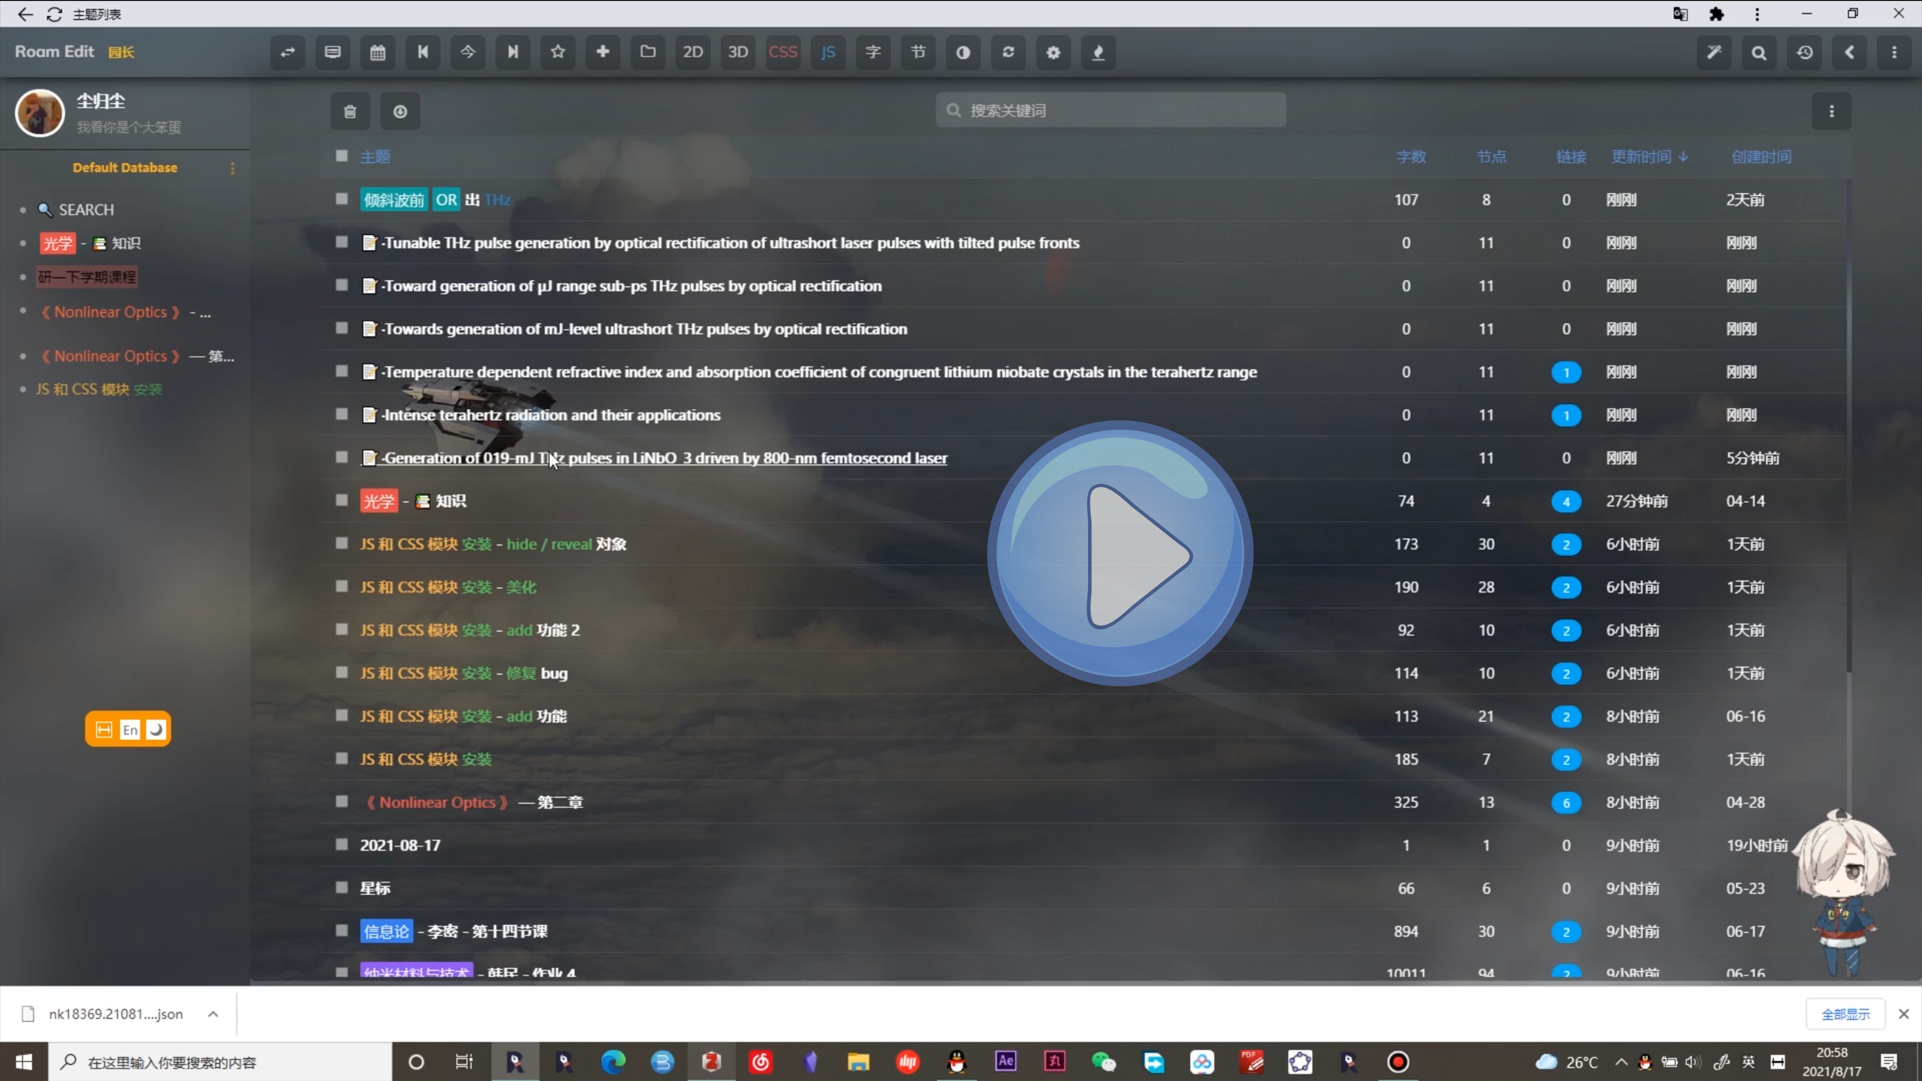 主题列表
Roam Edit 园长
今 2D 3D CSS JS 字 节
尘归尘
我看你是个大笨蛋
Default Database
SEARCH
光学 - 知识
研一下学期课程
《 Nonlinear Optics 》 - ...
《 Nonlinear Optics 》 — 第...
JS 和 CSS 模块 安装
En
搜索关键词
主题 字数 节点 链接 更新时间 ↓ 创建时间
倾斜波前 OR 出 THz 107 8 0 刚刚 2天前
-Tunable THz pulse generation by optical rectification of ultrashort laser pulses with tilted pulse fronts 0 11 0 刚刚 刚刚
-Toward generation of μJ range sub-ps THz pulses by optical rectification 0 11 0 刚刚 刚刚
-Towards generation of mJ-level ultrashort THz pulses by optical rectification 0 11 0 刚刚 刚刚
-Temperature dependent refractive index and absorption coefficient of congruent lithium niobate crystals in the terahertz range 0 11 1 刚刚 刚刚
-Intense terahertz radiation and their applications 0 11 1 刚刚 刚刚
-Generation of 019-mJ THz pulses in LiNbO_3 driven by 800-nm femtosecond laser 0 11 0 刚刚 5分钟前
光学 - 知识 74 4 4 27分钟前 04-14
JS 和 CSS 模块 安装 - hide / reveal 对象 173 30 2 6小时前 1天前
JS 和 CSS 模块 安装 - 美化 190 28 2 6小时前 1天前
JS 和 CSS 模块 安装 - add 功能 2 92 10 2 6小时前 1天前
JS 和 CSS 模块 安装 - 修复 bug 114 10 2 6小时前 1天前
JS 和 CSS 模块 安装 - add 功能 113 21 2 8小时前 06-16
JS 和 CSS 模块 安装 185 7 2 8小时前 1天前
《 Nonlinear Optics 》 — 第二章 325 13 6 8小时前 04-28
2021-08-17 1 1 0 9小时前 19小时前
星标 66 6 0 9小时前 05-23
信息论 - 李密 - 第十四节课 894 30 2 9小时前 06-17
纳米材料与技术 - 韩民 - 作业 4 10011 94 2 9小时前 06-16
nk18369.21081....json 全部显示
在这里输入你要搜索的内容
Ae PDF 26°C 英 20:58
2021/8/17